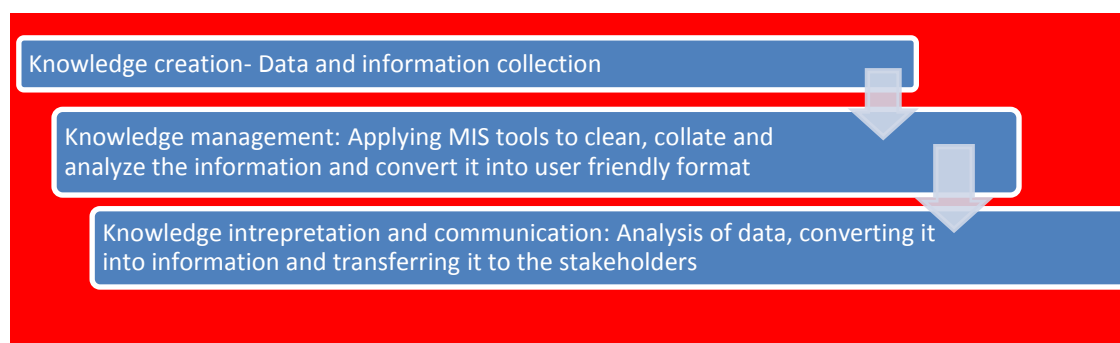 Knowledge creation- Data and information collection
Knowledge management: Applying MIS tools to clean, collate and
analyze the information and convert it into user friendly format
Knowledge intrepretation and communication: Analysis of data, converting it
into information and transferring it to the stakeholders